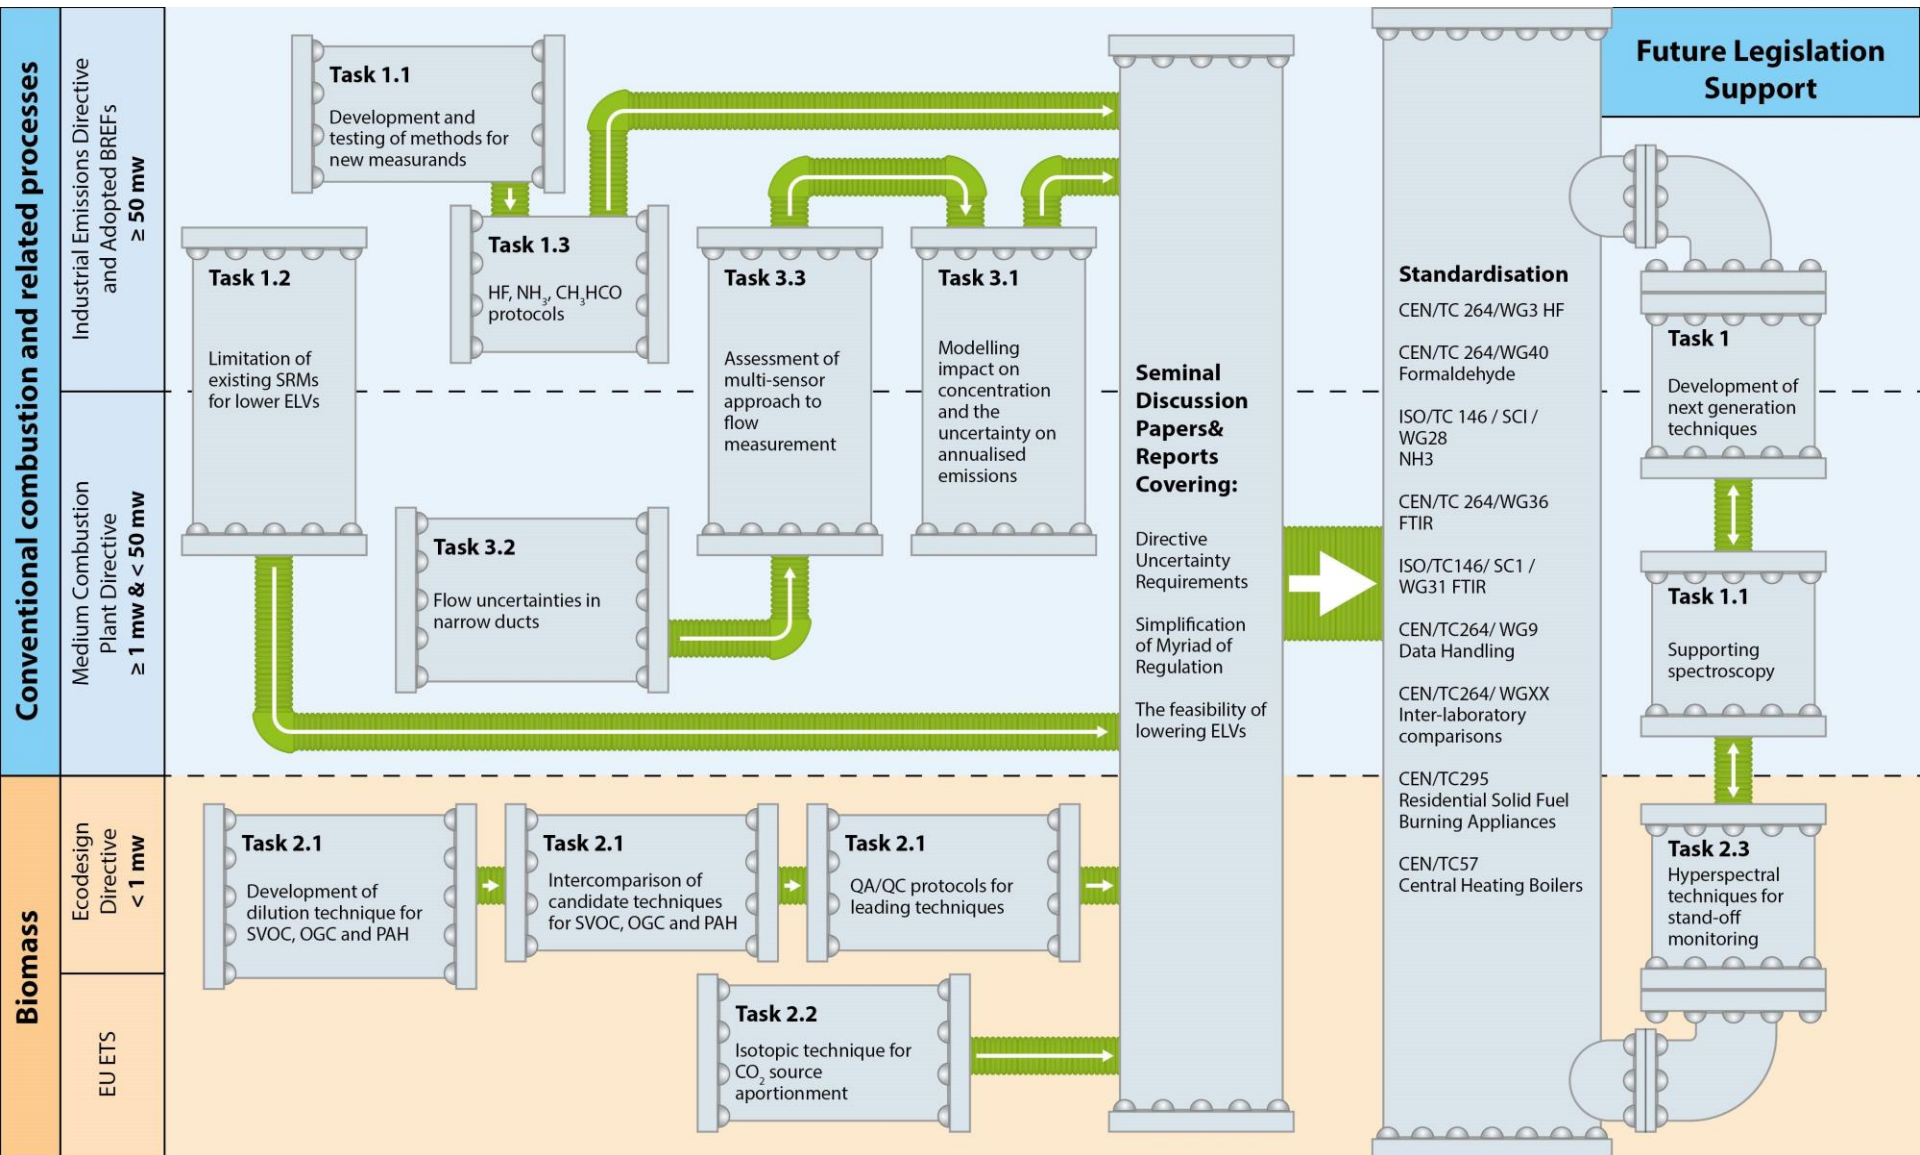 Conventional combustion and related processes
Industrial Emissions Directive
and Adopted BREFs
≥ 50 mw
Medium Combustion
Plant Directive
≥ 1 mw & < 50 mw
Biomass
Ecodesign
Directive
< 1 mw
EU ETS
Task 1.1
Development and
testing of methods for
new measurands
Task 1.3
HF, NH3, CH3HCO
protocols
Task 1.2
Limitation of
existing SRMs
for lower ELVs
Task 3.3
Assessment of
multi-sensor
approach to
flow
measurement
Task 3.1
Modelling
impact on
concentration
and the
uncertainty on
annualised
emissions
Task 3.2
Flow uncertainties in
narrow ducts
Task 2.1
Development of
dilution technique for
SVOC, OGC and PAH
Task 2.1
Intercomparison of
candidate techniques
for SVOC, OGC and PAH
Task 2.1
QA/QC protocols for
leading techniques
Task 2.2
Isotopic technique for
CO2 source
aportionment
Seminal
Discussion
Papers&
Reports
Covering:
Directive
Uncertainty
Requirements
Simplification
of Myriad of
Regulation
The feasibility of
lowering ELVs
Standardisation
CEN/TC 264/WG3 HF
CEN/TC 264/WG40
Formaldehyde
ISO/TC 146 / SCI /
WG28
NH3
CEN/TC 264/WG36
FTIR
ISO/TC146/ SC1 /
WG31 FTIR
CEN/TC264/ WG9
Data Handling
CEN/TC264/ WGXX
Inter-laboratory
comparisons
CEN/TC295
Residential Solid Fuel
Burning Appliances
CEN/TC57
Central Heating Boilers
Future Legislation
Support
Task 1
Development of
next generation
techniques
Task 1.1
Supporting
spectroscopy
Task 2.3
Hyperspectral
techniques for
stand-off
monitoring